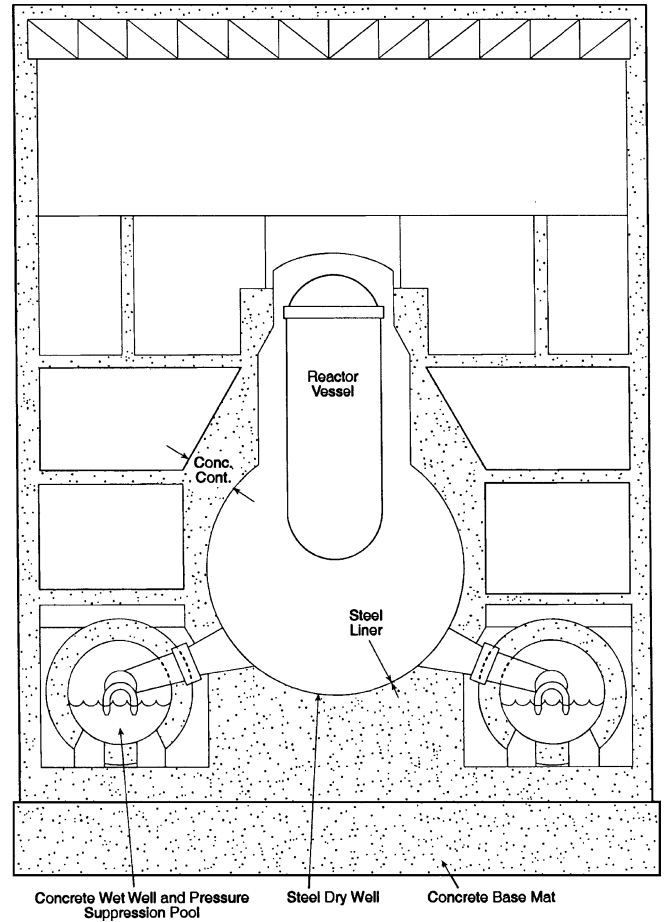 Reactor
Vessel
Conc.
Cont.
Steel
Liner
Concrete Wet Well and Pressure
Suppression Pool
Steel Dry Well
Concrete Base Mat